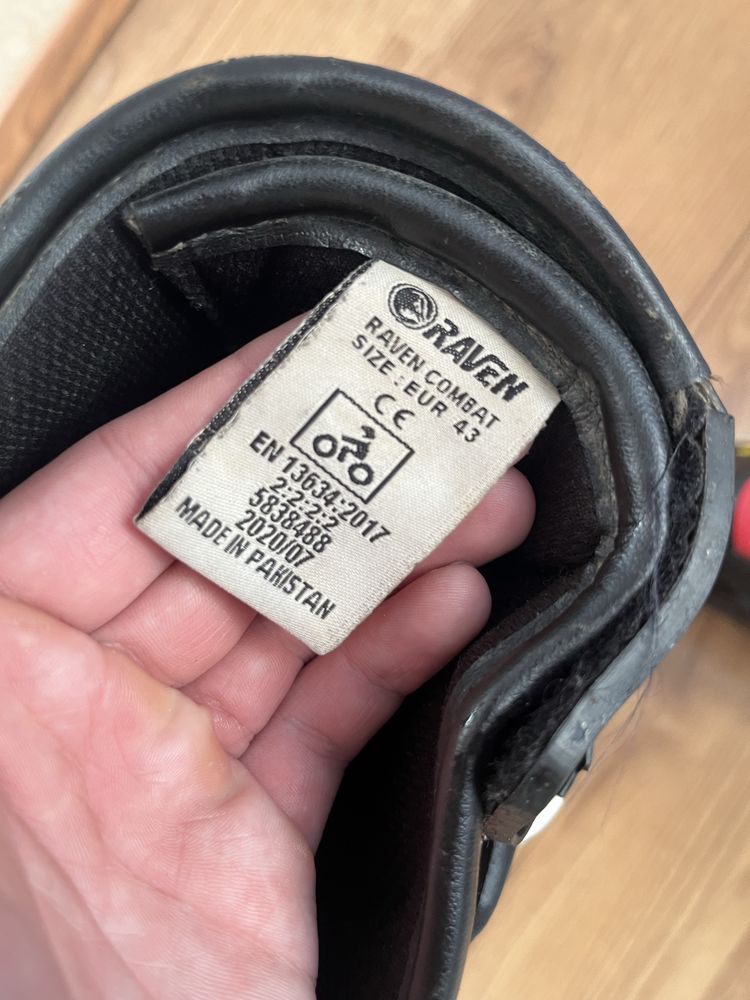 RAVEN
RAVEN COMBAT
SIZE : EUR 43
CE
EN 13634:2017
2:2:2:2
5838488
2020/07
MADE IN PAKISTAN